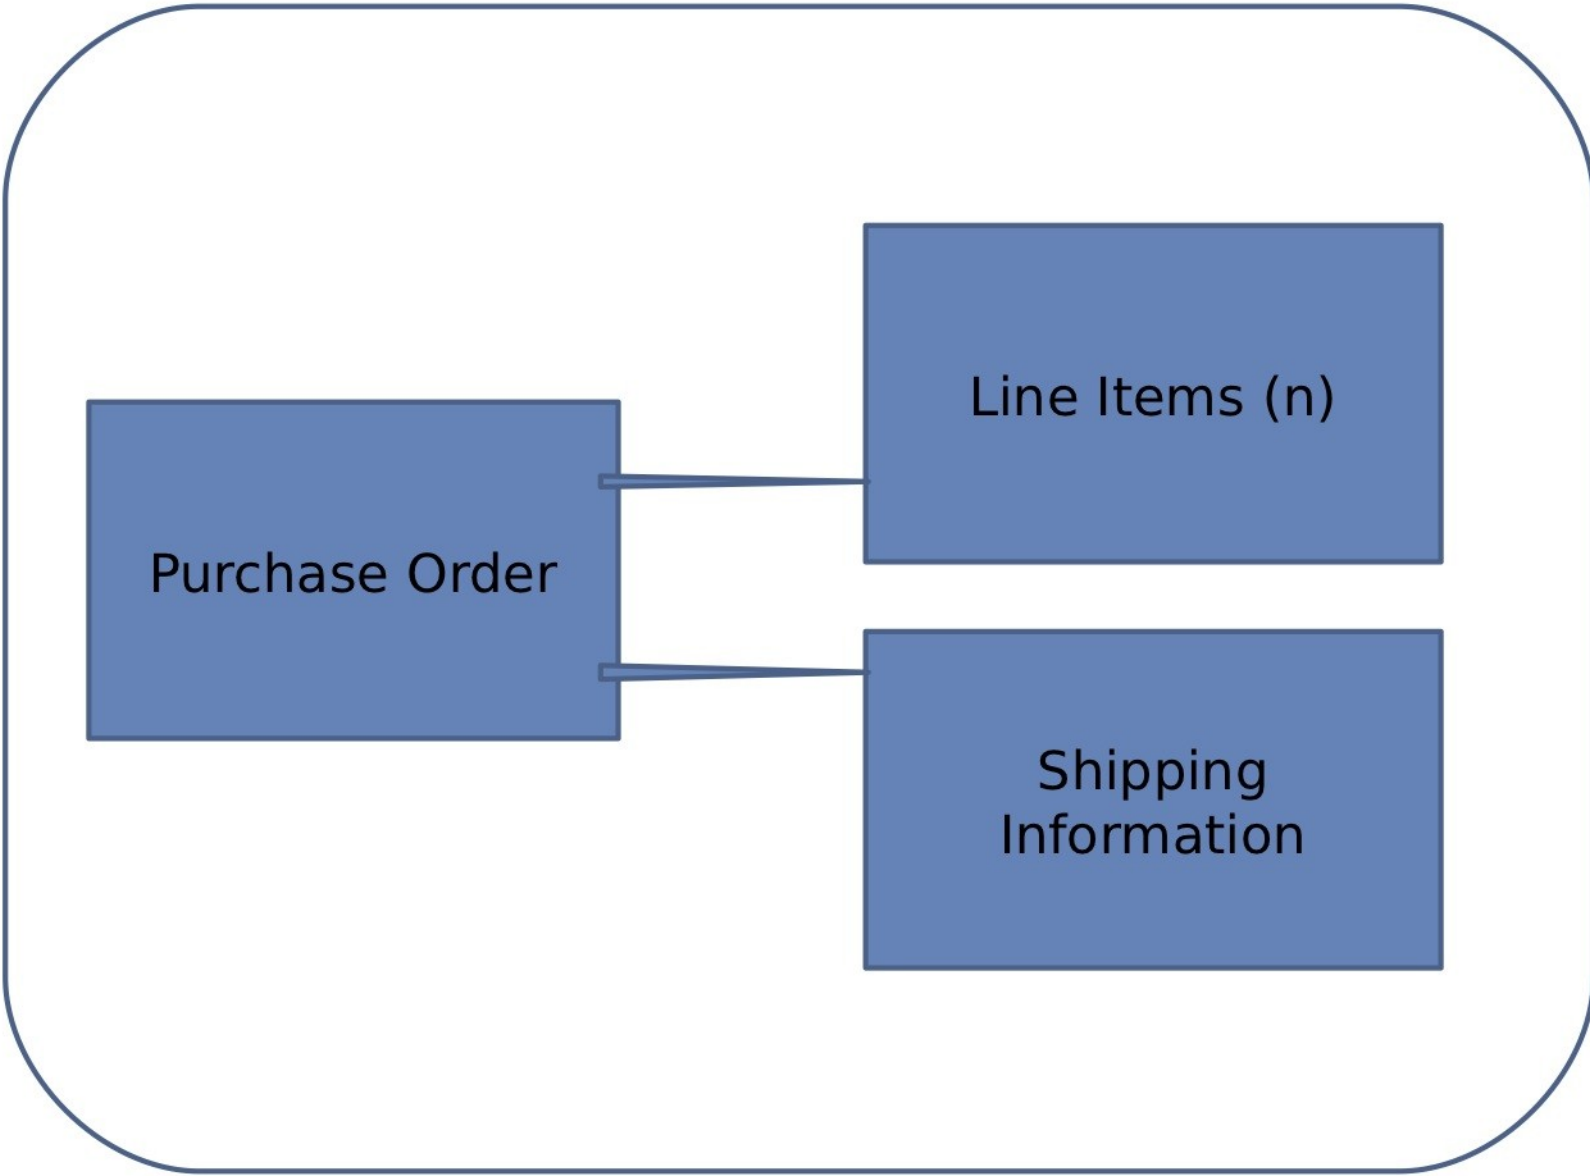 Line Items (n)
Purchase Order
Shipping
Information